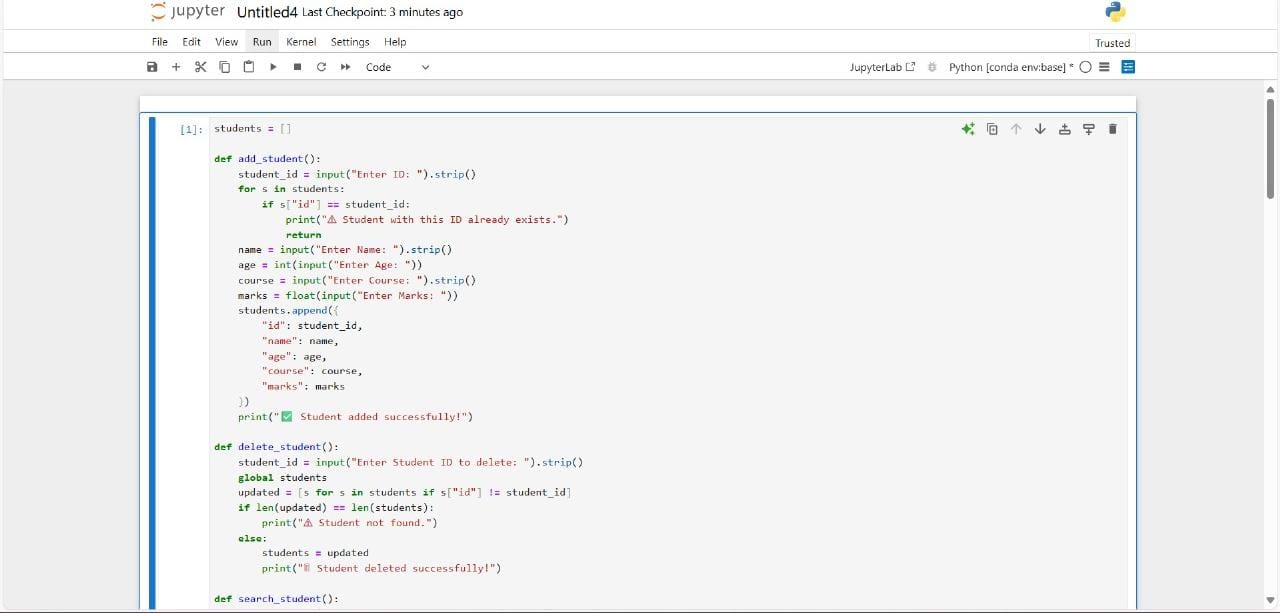 jupyter Untitled4 Last Checkpoint: 3 minutes ago
File Edit View Run Kernel Settings Help
Trusted
Code
JupyterLab Python [conda env:base] *
[1]: students = []
def add_student():
    student_id = input("Enter ID: ").strip()
    for s in students:
        if s["id"] == student_id:
            print("⚠ Student with this ID already exists.")
            return
    name = input("Enter Name: ").strip()
    age = int(input("Enter Age: "))
    course = input("Enter Course: ").strip()
    marks = float(input("Enter Marks: "))
    students.append({
        "id": student_id,
        "name": name,
        "age": age,
        "course": course,
        "marks": marks
    })
    print("✅ Student added successfully!")
def delete_student():
    student_id = input("Enter Student ID to delete: ").strip()
    global students
    updated = [s for s in students if s["id"] != student_id]
    if len(updated) == len(students):
        print("⚠ Student not found.")
    else:
        students = updated
        print("🗑 Student deleted successfully!")
def search_student():